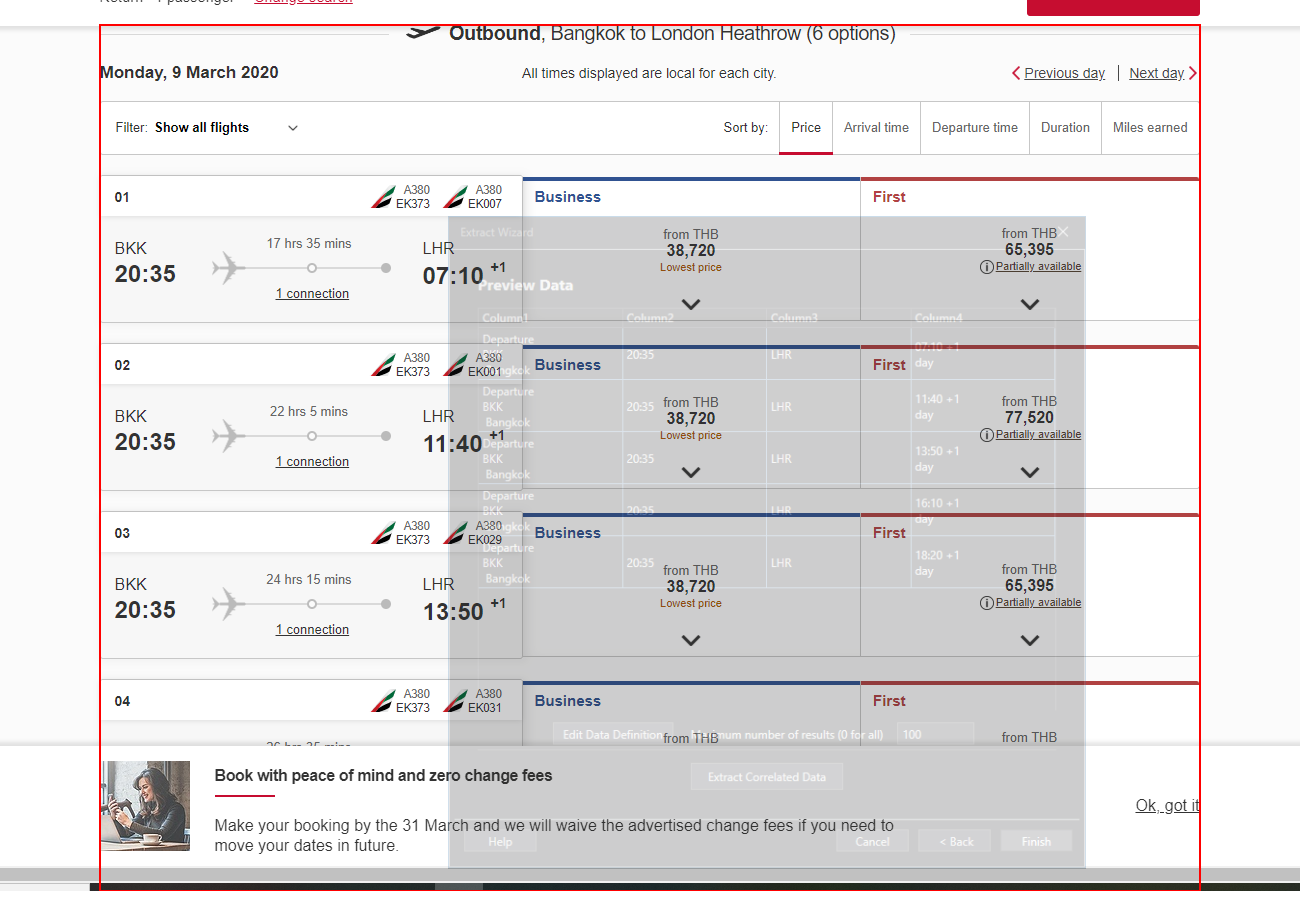 Return 1 passenger Change search
Outbound, Bangkok to London Heathrow (6 options)
Monday, 9 March 2020
All times displayed are local for each city.
Previous day | Next day
Filter: Show all flights
Sort by: Price Arrival time Departure time Duration Miles earned
01
A380 A380
EK373 EK007
Business
First
BKK
20:35
17 hrs 35 mins
1 connection
LHR
07:10 +1
from THB
38,720
Lowest price
from THB
65,395
Partially available
02
A380 A380
EK373 EK001
Business
First
BKK
20:35
22 hrs 5 mins
1 connection
LHR
11:40 +1
from THB
38,720
Lowest price
from THB
77,520
Partially available
03
A380 A380
EK373 EK029
Business
First
BKK
20:35
24 hrs 15 mins
1 connection
LHR
13:50 +1
from THB
38,720
Lowest price
from THB
65,395
Partially available
04
A380 A380
EK373 EK031
Business
First
from THB
from THB
Extract Wizard
Preview Data
Column1 Column2 Column3 Column4
Departure
20:35 LHR 07:10 +1
day
Departure
BKK
Bangkok
20:35 LHR 11:40 +1
day
Departure
BKK
Bangkok
20:35 LHR 13:50 +1
day
Departure
BKK
20:35 LHR 16:10 +1
day
Departure
BKK
Bangkok
20:35 LHR 18:20 +1
day
Edit Data Definition
Maximum number of results (0 for all) 100
Extract Correlated Data
Help Cancel < Back Finish
Book with peace of mind and zero change fees
Make your booking by the 31 March and we will waive the advertised change fees if you need to
move your dates in future.
Ok, got it